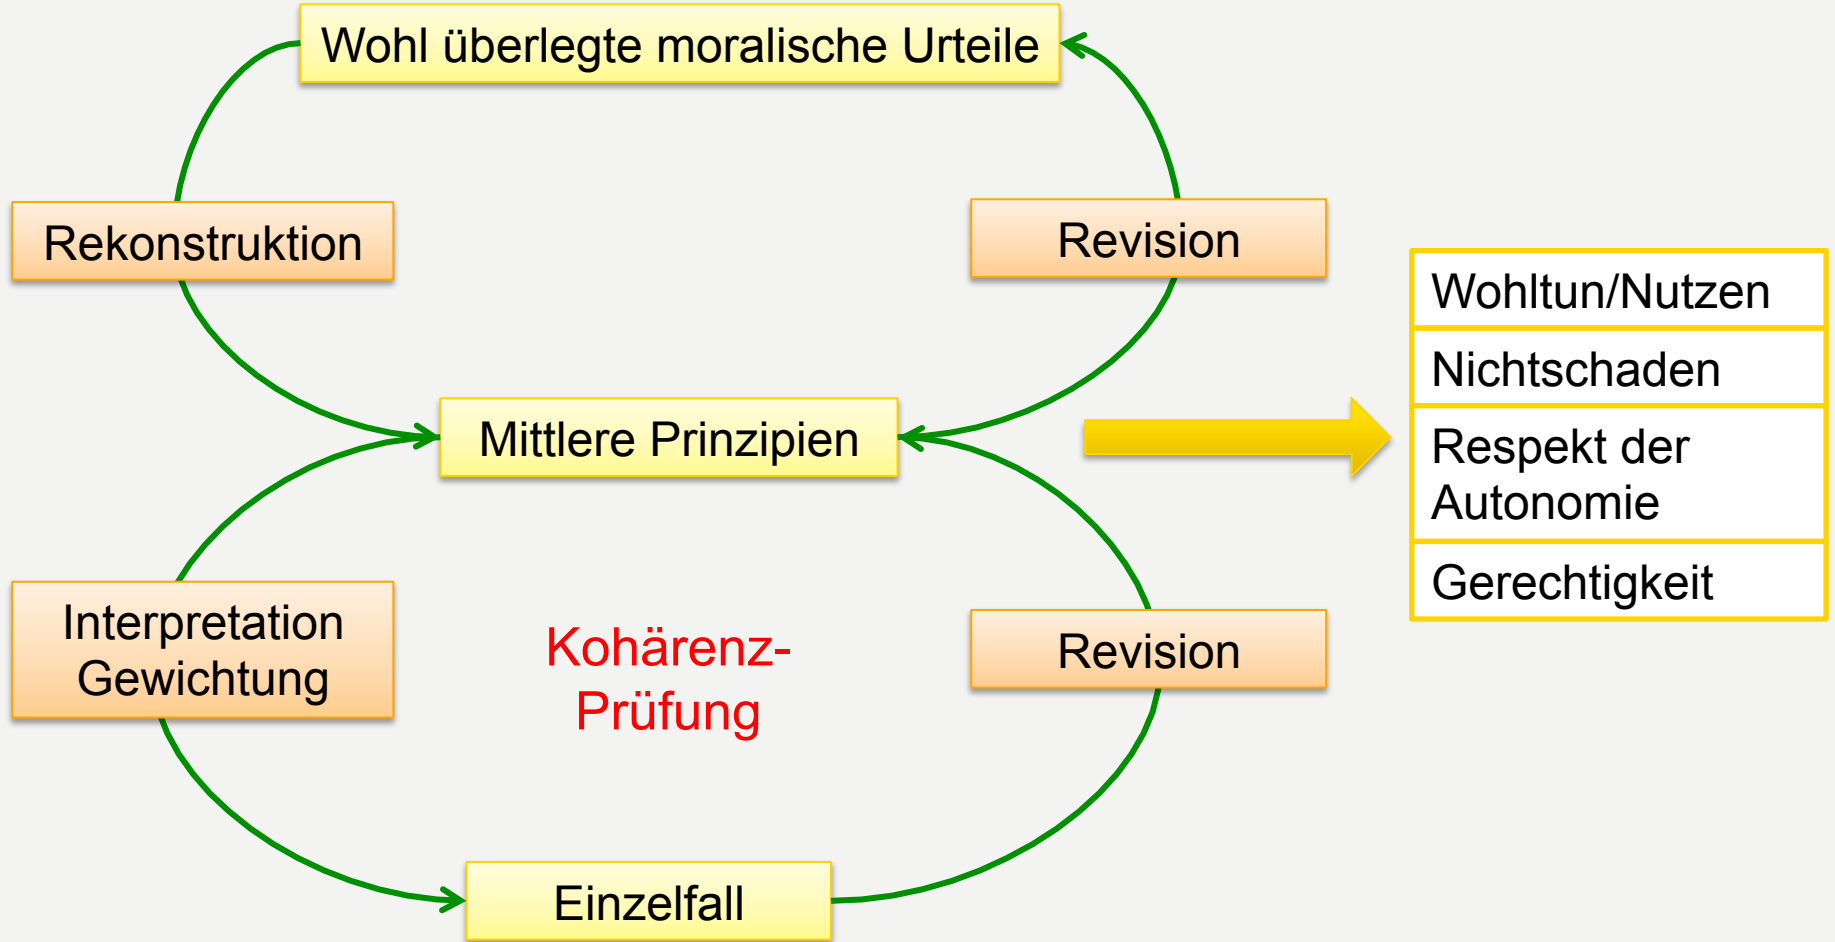 Wohl überlegte moralische Urteile
Rekonstruktion
Revision
Mittlere Prinzipien
Wohltun/Nutzen
Nichtschaden
Respekt der
Autonomie
Gerechtigkeit
Interpretation
Gewichtung
Kohärenz-
Prüfung
Revision
Einzelfall